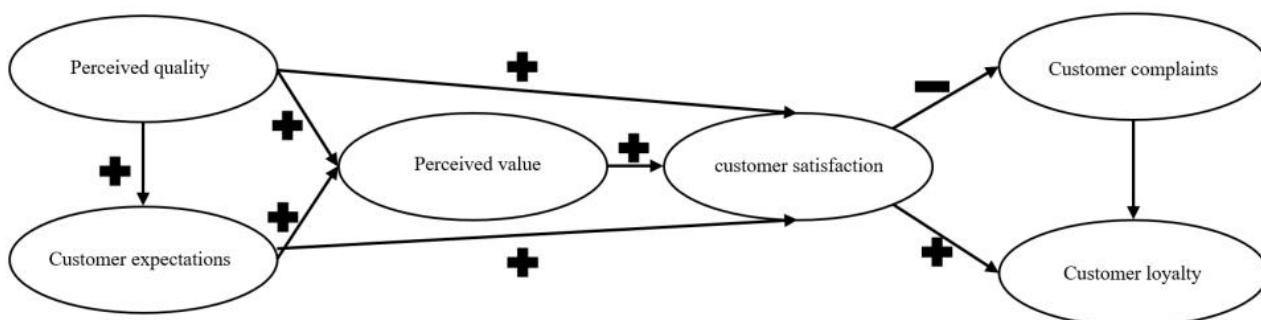 Perceived quality
Customer complaints
Perceived value
customer satisfaction
Customer expectations
Customer loyalty